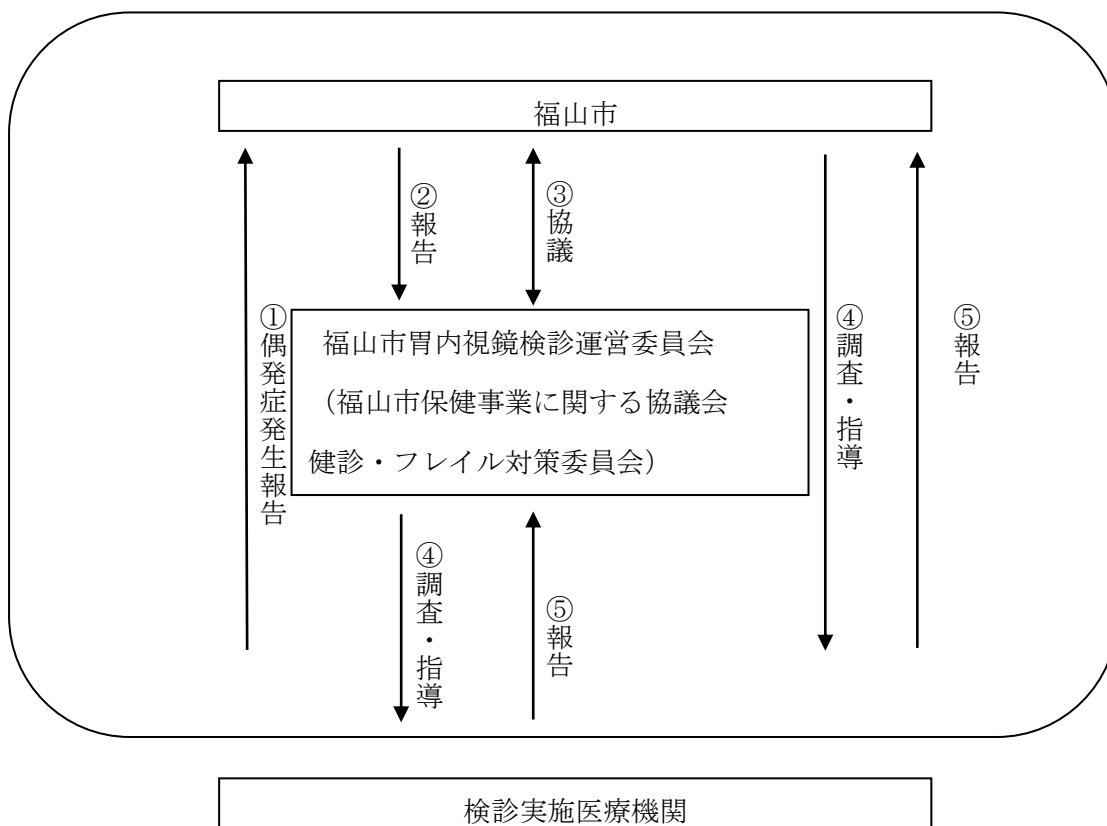 福山市
②報告
③協議
①偶発症発生報告
福山市胃内視鏡検診運営委員会
（福山市保健事業に関する協議会
健診・フレイル対策委員会）
④調査・指導
⑤報告
④調査・指導
⑤報告
検診実施医療機関